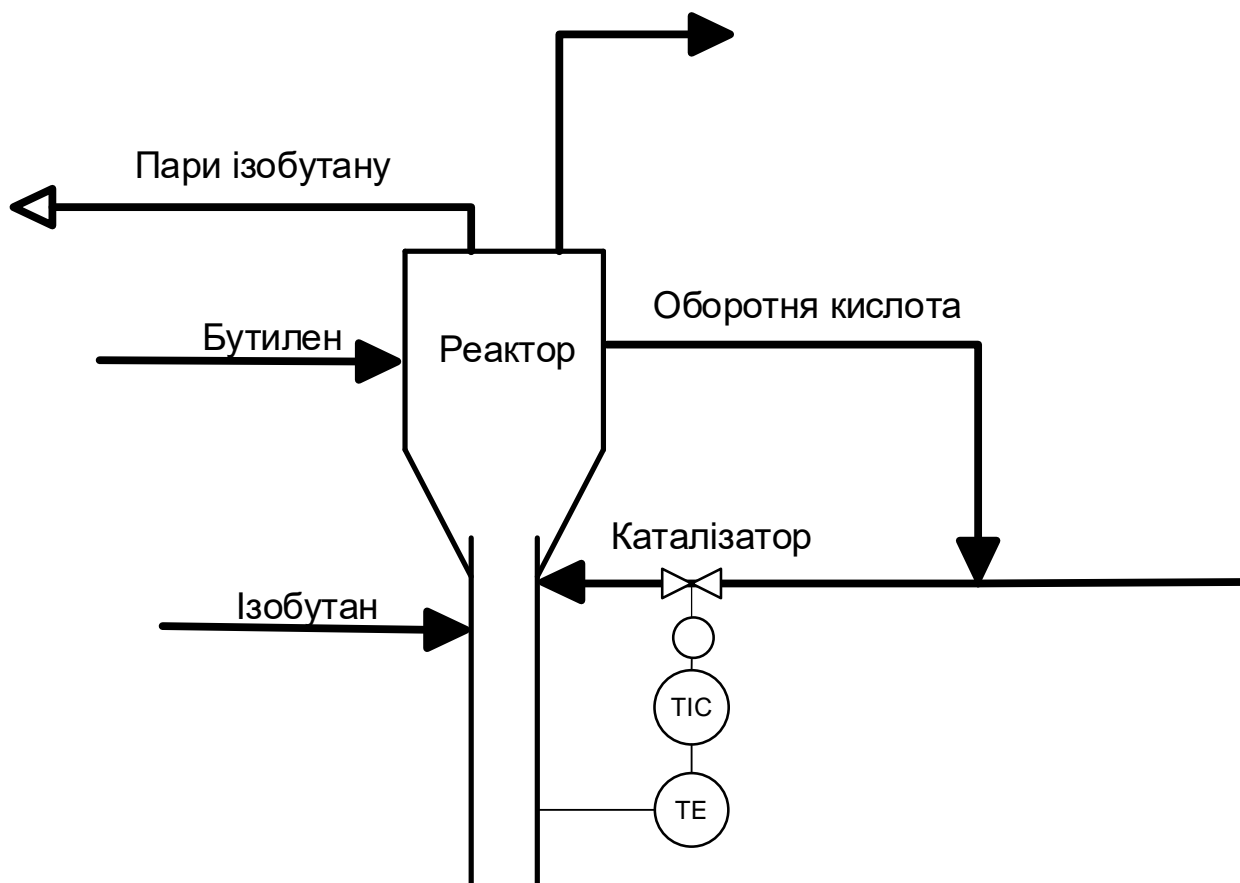 Пари ізобутану
Оборотня кислота
Бутилен
Реактор
Каталізатор
Ізобутан
TIC
TE